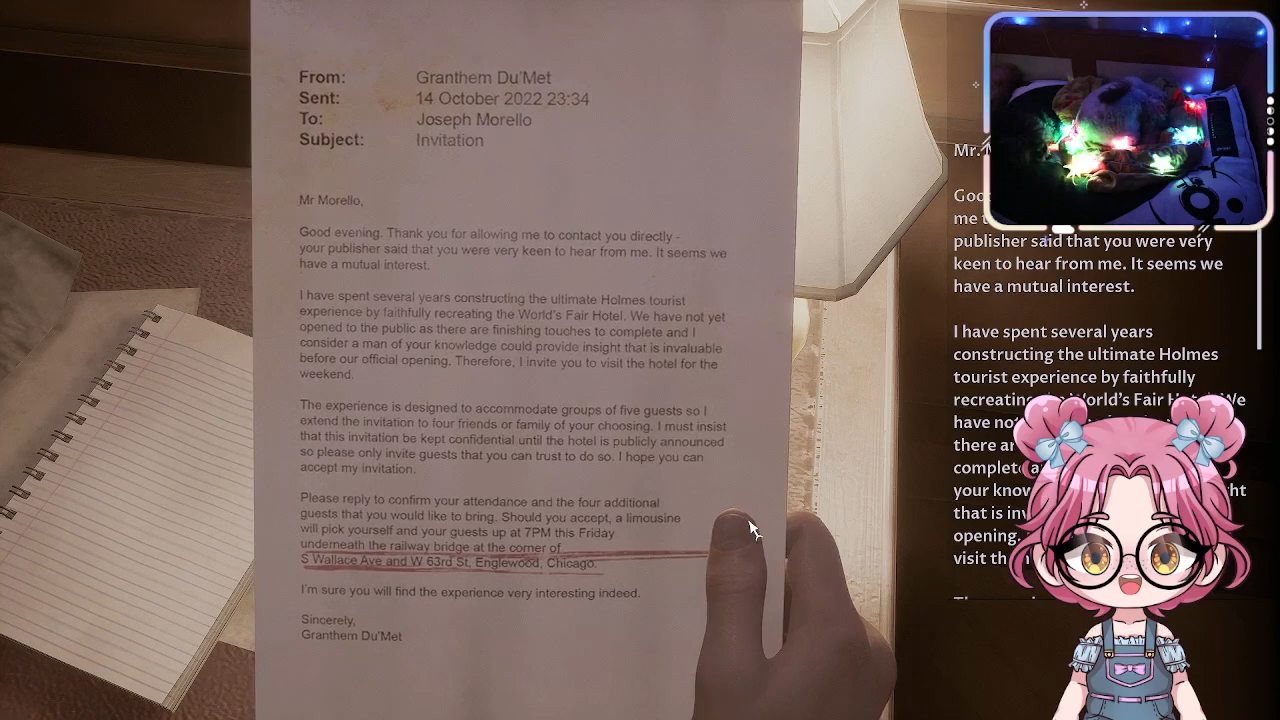 From: Granthem Du'Met
Sent: 14 October 2022 23:34
To: Joseph Morello
Subject: Invitation
Mr Morello,
Good evening. Thank you for allowing me to contact you directly -
your publisher said that you were very keen to hear from me. It seems we
have a mutual interest.
I have spent several years constructing the ultimate Holmes tourist
experience by faithfully recreating the World's Fair Hotel. We have not yet
opened to the public as there are finishing touches to complete and I
consider a man of your knowledge could provide insight that is invaluable
before our official opening. Therefore, I invite you to visit the hotel for the
weekend.
The experience is designed to accommodate groups of five guests so I
extend the invitation to four friends or family of your choosing. I must insist
that this invitation be kept confidential until the hotel is publicly announced
so please only invite guests that you can trust to do so. I hope you can
accept my invitation.
Please reply to confirm your attendance and the four additional
guests that you would like to bring. Should you accept, a limousine
will pick yourself and your guests up at 7PM this Friday
underneath the railway bridge at the corner of
S Wallace Ave and W 63rd St, Englewood, Chicago.
I'm sure you will find the experience very interesting indeed.
Sincerely,
Granthem Du'Met
Mr.
me
publisher said that you were very
keen to hear from me. It seems we
have a mutual interest.
I have spent several years
constructing the ultimate Holmes
tourist experience by faithfully
recreating World's Fair We
have not
there
your
that is
opening.
visit